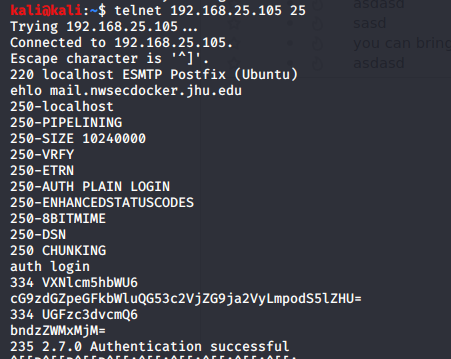 kali@kali:~$ telnet 192.168.25.105 25
Trying 192.168.25.105...
Connected to 192.168.25.105.
Escape character is '^]'.
220 localhost ESMTP Postfix (Ubuntu)
ehlo mail.nwsecdocker.jhu.edu
250-localhost
250-PIPELINING
250-SIZE 10240000
250-VRFY
250-ETRN
250-AUTH PLAIN LOGIN
250-ENHANCEDSTATUSCODES
250-8BITMIME
250-DSN
250 CHUNKING
auth login
334 VXNlcm5hbWU6
cG9zdGZpeGFkbWluQG53c2VjZG9ja2VyLmpodS5lZHU=
334 UGFzc3dvcmQ6
bndzZWMxMjM=
235 2.7.0 Authentication successful
asdasd
sasd
you can bring
asdasd